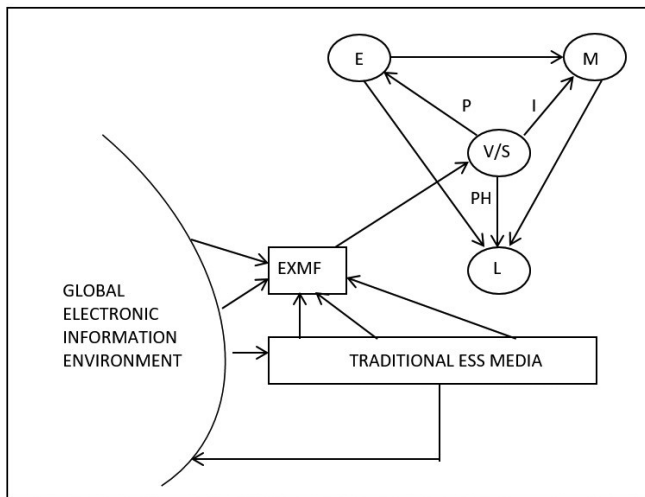 E
M
P
I
V/S
PH
EXMF
L
GLOBAL
ELECTRONIC
INFORMATION
ENVIRONMENT
TRADITIONAL ESS MEDIA